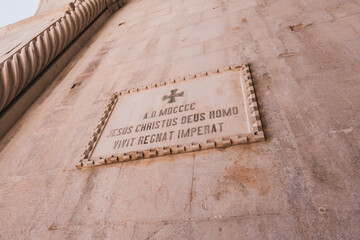 A.D. MDCCCC
JESUS CHRISTUS DEUS HOMO
VIVIT REGNAT IMPERAT